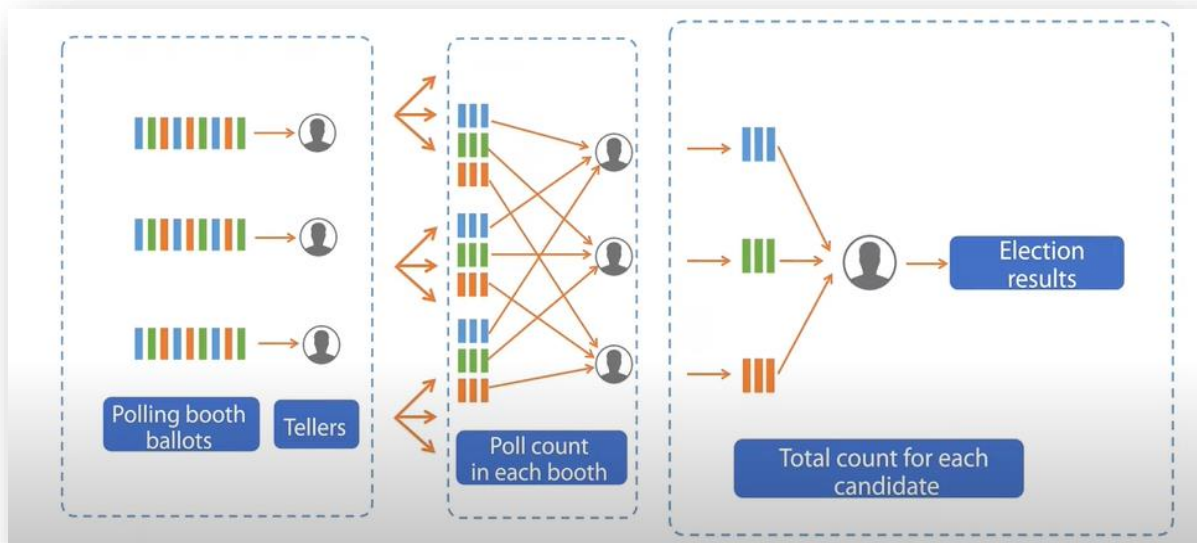 Polling booth
ballots
Tellers
Poll count
in each booth
Total count for each
candidate
Election
results